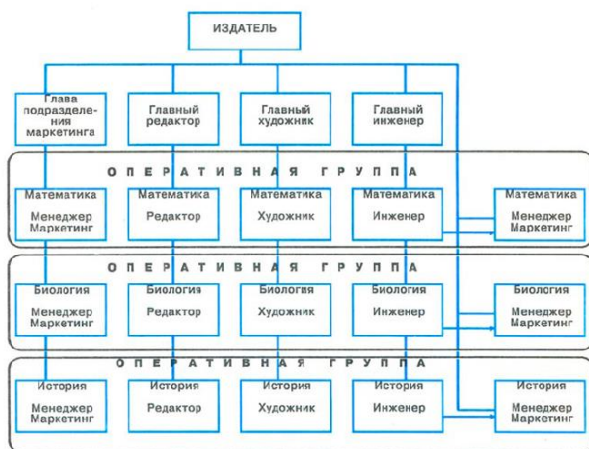 ИЗДАТЕЛЬ
Глава
подразделе-
ния
маркетинга
Главный
редактор
Главный
художник
Главный
инженер
ОПЕРАТИВНАЯ ГРУППА
Математика
Менеджер
Маркетинг
Математика
Редактор
Математика
Художник
Математика
Инженер
Математика
Менеджер
Маркетинг
ОПЕРАТИВНАЯ ГРУППА
Биология
Менеджер
Маркетинг
Биология
Редактор
Биология
Художник
Биология
Инженер
Биология
Менеджер
Маркетинг
ОПЕРАТИВНАЯ ГРУППА
История
Менеджер
Маркетинг
История
Редактор
История
Художник
История
Инженер
История
Менеджер
Маркетинг